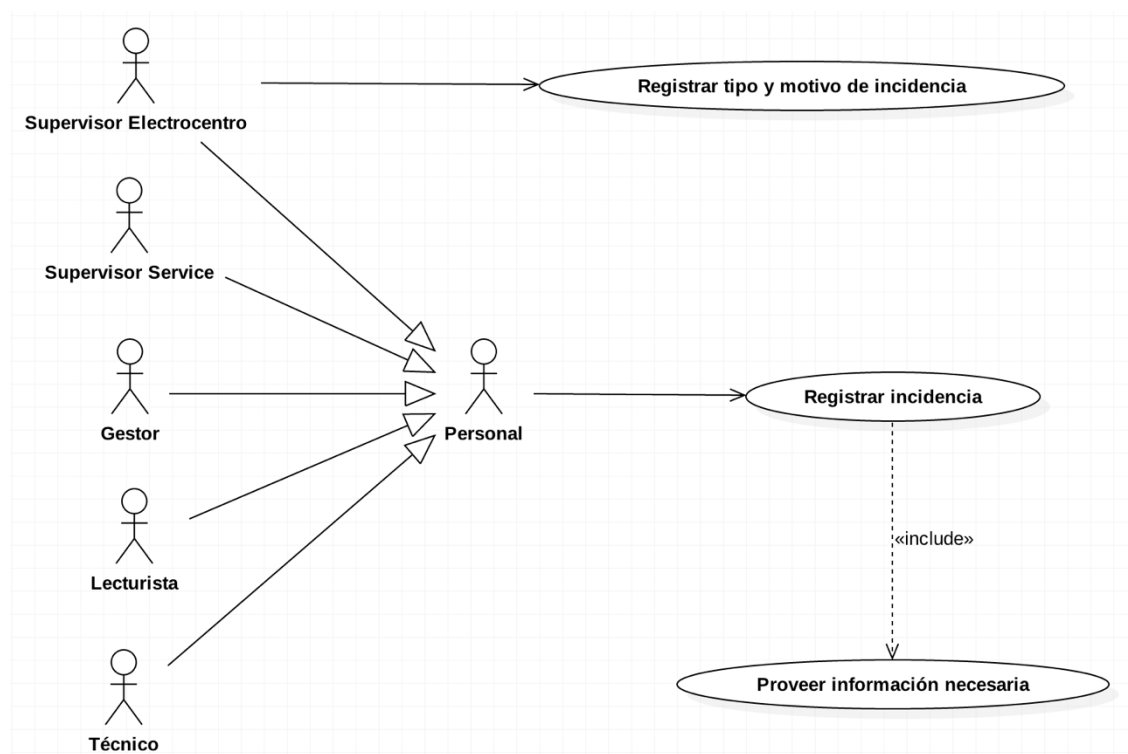 Registrar tipo y motivo de incidencia
Supervisor Electrocentro
Supervisor Service
Gestor
Personal
Registrar incidencia
«include»
Lecturista
Proveer información necesaria
Técnico